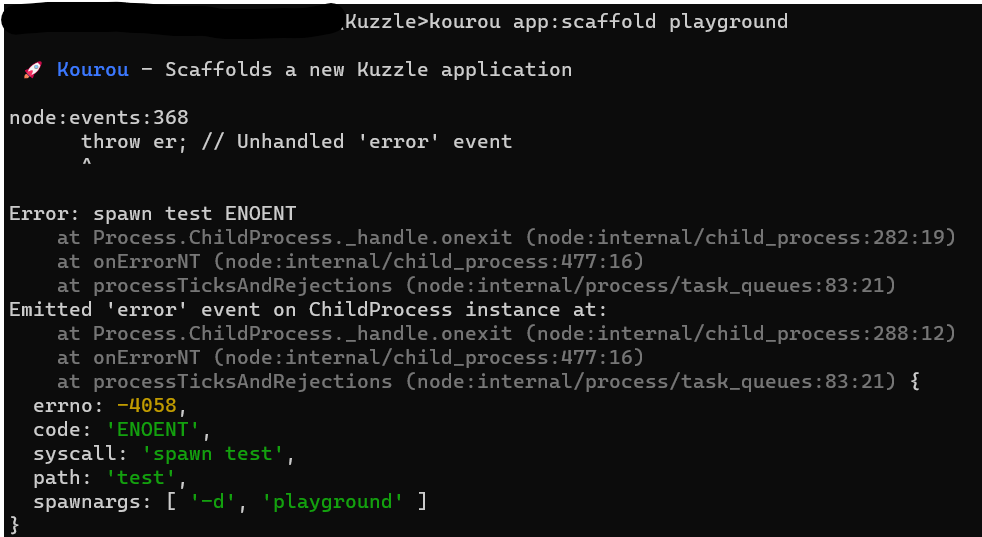 Kuzzle>kourou app:scaffold playground
🚀 Kourou - Scaffolds a new Kuzzle application
node:events:368
throw er; // Unhandled 'error' event
^
Error: spawn test ENOENT
at Process.ChildProcess._handle.onexit (node:internal/child_process:282:19)
at onErrorNT (node:internal/child_process:477:16)
at processTicksAndRejections (node:internal/process/task_queues:83:21)
Emitted 'error' event on ChildProcess instance at:
at Process.ChildProcess._handle.onexit (node:internal/child_process:288:12)
at onErrorNT (node:internal/child_process:477:16)
at processTicksAndRejections (node:internal/process/task_queues:83:21) {
errno: -4058,
code: 'ENOENT',
syscall: 'spawn test',
path: 'test',
spawnargs: [ '-d', 'playground' ]
}